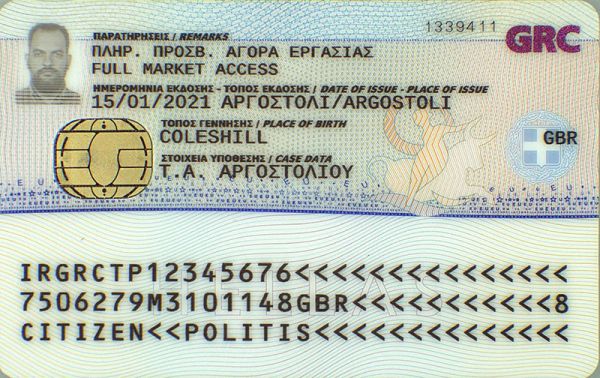 ΠΑΡΑΤΗΡΗΣΕΙΣ / REMARKS
1339411
GRC
ΠΛΗΡ. ΠΡΟΣΒ. ΑΓΟΡΑ ΕΡΓΑΣΙΑΣ
FULL MARKET ACCESS
ΗΜΕΡΟΜΗΝΙΑ ΕΚΔΟΣΗΣ - ΤΟΠΟΣ ΕΚΔΟΣΗΣ / DATE OF ISSUE - PLACE OF ISSUE
15/01/2021 ΑΡΓΟΣΤΟΛΙ/ARGOSTOLI
ΤΟΠΟΣ ΓΕΝΝΗΣΗΣ / PLACE OF BIRTH
COLESHILL
GBR
ΣΤΟΙΧΕΙΑ ΥΠΟΘΕΣΗΣ / CASE DATA
Τ.Α. ΑΡΓΟΣΤΟΛΙΟΥ
HELLAS
IRGRCTP12345676<<<<<<<<<<<<<<<
7506279M3101148GBR<<<<<<<<<<<8
CITIZEN<<POLITIS<<<<<<<<<<<<<<